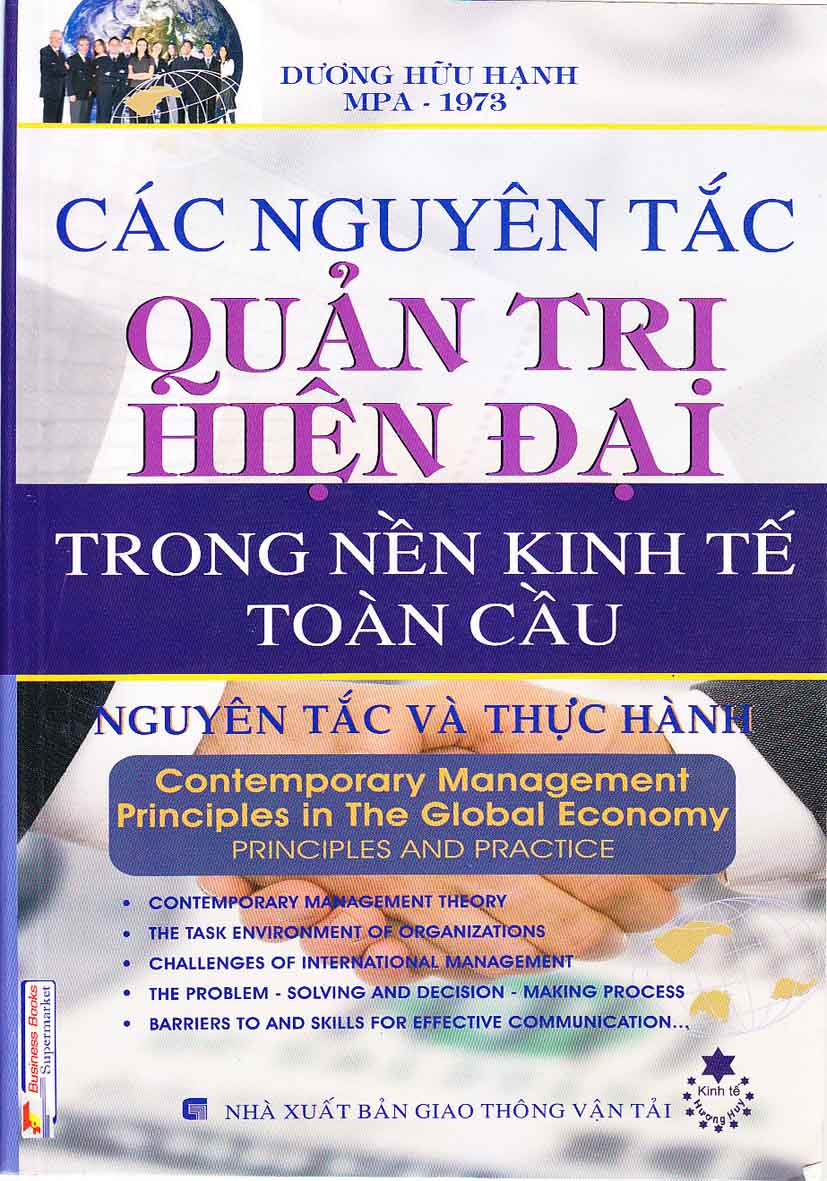 DƯƠNG HỮU HẠNH
MPA - 1973
CÁC NGUYÊN TẮC
QUẢN TRỊ
HIỆN ĐẠI
TRONG NỀN KINH TẾ
TOÀN CẦU
NGUYÊN TẮC VÀ THỰC HÀNH
Contemporary Management
Principles in The Global Economy
PRINCIPLES AND PRACTICE
• CONTEMPORARY MANAGEMENT THEORY
• THE TASK ENVIRONMENT OF ORGANIZATIONS
• CHALLENGES OF INTERNATIONAL MANAGEMENT
• THE PROBLEM - SOLVING AND DECISION - MAKING PROCESS
• BARRIERS TO AND SKILLS FOR EFFECTIVE COMMUNICATION...
Business Books
Supermarket
NHÀ XUẤT BẢN GIAO THÔNG VẬN TẢI
Kinh tế
Hương Huy